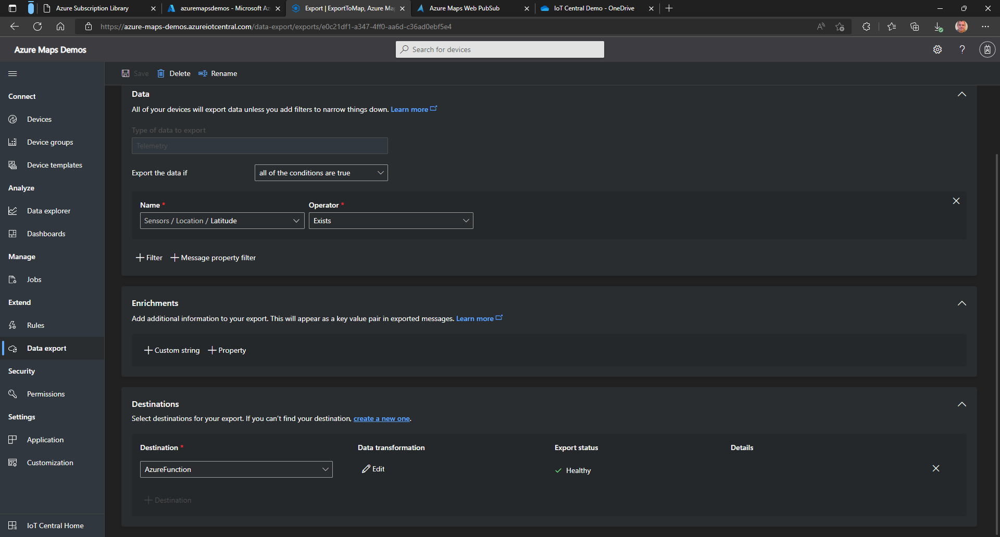 Azure Subscription Library
azuremapsdemos - Microsoft Az
Export | ExportToMap, Azure Ma
Azure Maps Web PubSub
IoT Central Demo - OneDrive
https://azure-maps-demos.azureiotcentral.com/data-export/exports/e0c21df1-a347-4ff0-aa6d-c36ad0ebf5e4
Azure Maps Demos
Search for devices
Save
Delete
Rename
Connect
Devices
Device groups
Device templates
Analyze
Data explorer
Dashboards
Manage
Jobs
Extend
Rules
Data export
Security
Permissions
Settings
Application
Customization
IoT Central Home
Data
All of your devices will export data unless you add filters to narrow things down. Learn more
Type of data to export
Telemetry
Export the data if
all of the conditions are true
Name *
Operator *
Sensors / Location / Latitude
Exists
Filter
Message property filter
Enrichments
Add additional information to your export. This will appear as a key value pair in exported messages. Learn more
Custom string
Property
Destinations
Select destinations for your export. If you can't find your destination, create a new one.
Destination *
Data transformation
Export status
Details
AzureFunction
Edit
Healthy
Destination